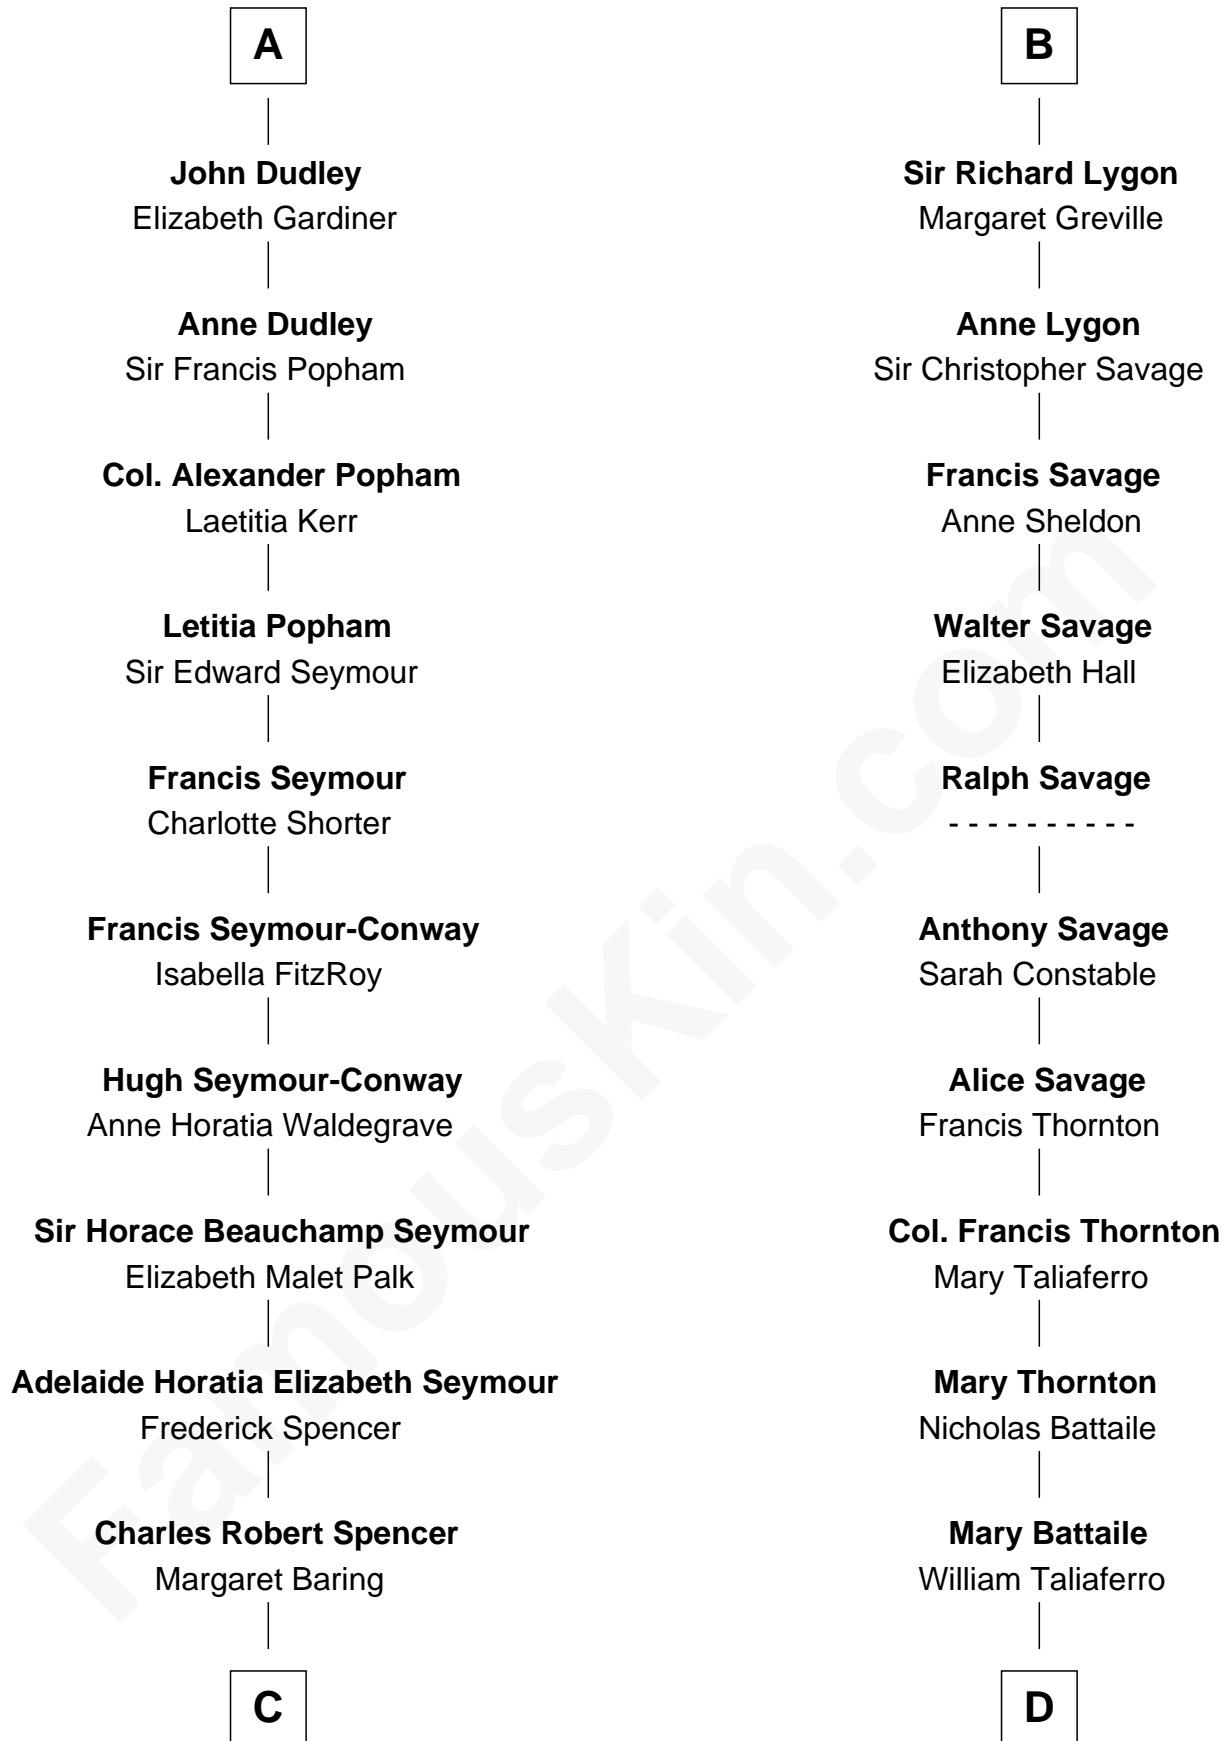 A
John Dudley
Elizabeth Gardiner
Anne Dudley
Sir Francis Popham
Col. Alexander Popham
Laetitia Kerr
Letitia Popham
Sir Edward Seymour
Francis Seymour
Charlotte Shorter
Francis Seymour-Conway
Isabella FitzRoy
Hugh Seymour-Conway
Anne Horatia Waldegrave
Sir Horace Beauchamp Seymour
Elizabeth Malet Palk
Adelaide Horatia Elizabeth Seymour
Frederick Spencer
Charles Robert Spencer
Margaret Baring
C
B
Sir Richard Lygon
Margaret Greville
Anne Lygon
Sir Christopher Savage
Francis Savage
Anne Sheldon
Walter Savage
Elizabeth Hall
Ralph Savage
- - - - - - - - - -
Anthony Savage
Sarah Constable
Alice Savage
Francis Thornton
Col. Francis Thornton
Mary Taliaferro
Mary Thornton
Nicholas Battaile
Mary Battaile
William Taliaferro
D
FamousKin.com